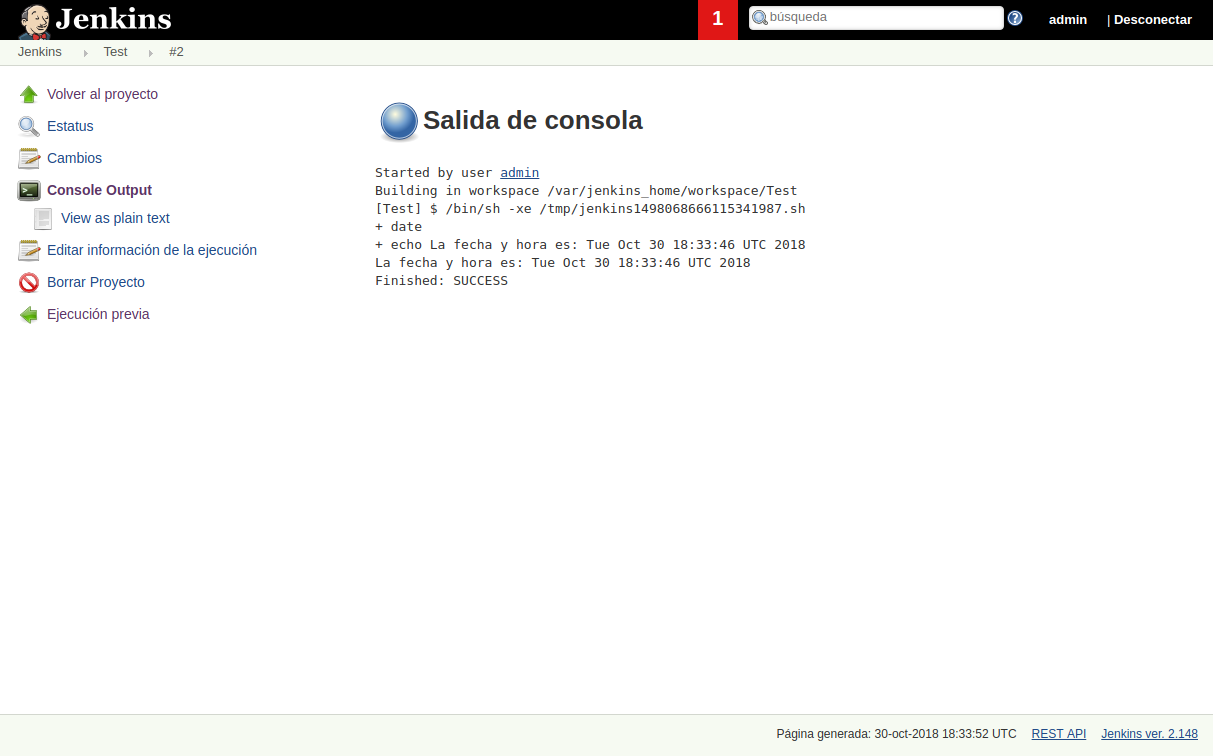 Jenkins
1
búsqueda
?
admin
| Desconectar
Jenkins
Test
#2
Volver al proyecto
Estatus
Cambios
Console Output
View as plain text
Editar información de la ejecución
Borrar Proyecto
Ejecución previa
Salida de consola
Started by user admin
Building in workspace /var/jenkins_home/workspace/Test
[Test] $ /bin/sh -xe /tmp/jenkins1498068666115341987.sh
+ date
+ echo La fecha y hora es: Tue Oct 30 18:33:46 UTC 2018
La fecha y hora es: Tue Oct 30 18:33:46 UTC 2018
Finished: SUCCESS
Página generada: 30-oct-2018 18:33:52 UTC
REST API
Jenkins ver. 2.148